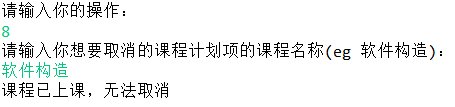 请输入你的操作：
8
请输入你想要取消的课程计划项的课程名称(eg 软件构造)：
软件构造
课程已上课，无法取消